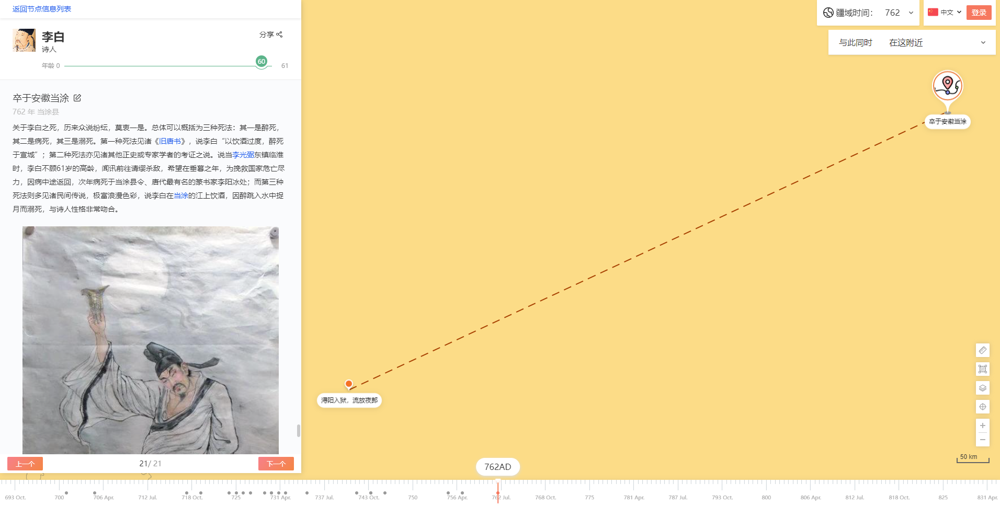 返回节点信息列表
李白
诗人
分享
年龄 0
60
61
卒于安徽当涂
762 年 当涂县
关于李白之死，历来众说纷纭，莫衷一是。总体可以概括为三种死法：其一是醉死，
其二是病死，其三是溺死。第一种死法见诸《旧唐书》，说李白“以饮酒过度，醉死
于宣城”；第二种死法亦见诸其他正史或专家学者的考证之说。说当李光弼东镇临淮
时，李白不顾61岁的高龄，闻讯前往请缨杀敌，希望在垂暮之年，为挽救国家危亡尽
力，因病中途返回，次年病死于当涂县令、唐代最有名的篆书家李阳冰处；而第三种
死法则多见诸民间传说，极富浪漫色彩，说李白在当涂的江上饮酒，因醉跳入水中捉
月而溺死，与诗人性格非常吻合。
上一个
21/ 21
下一个
疆域时间：
762
中文
登录
与此同时
在这附近
卒于安徽当涂
浔阳入狱，流放夜郎
50 km
762AD
693 Oct.
700
706 Apr.
712 Jul.
718 Oct.
725
731 Apr.
737 Jul.
743 Oct.
750
756 Apr.
762 Jul.
768 Oct.
775
781 Apr.
787 Jul.
793 Oct.
800
806 Apr.
812 Jul.
818 Oct.
825
831 Apr.